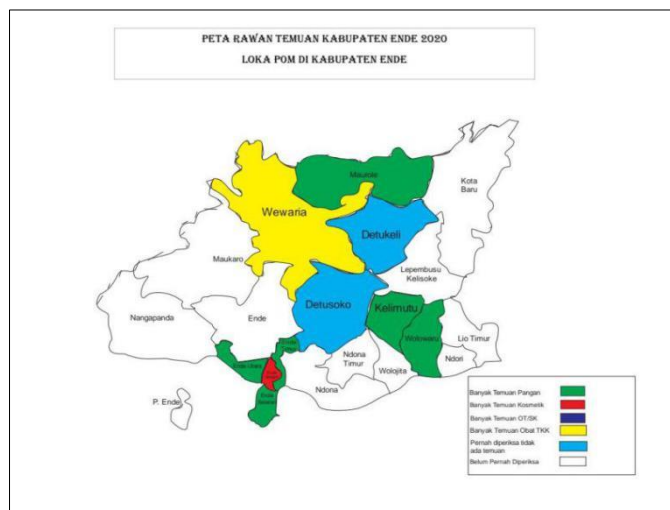 PETA RAWAN TEMUAN KABUPATEN ENDE 2020
LOKA POM DI KABUPATEN ENDE
Maurole
Kota
Baru
Wewaria
Detukeli
Maukaro
Lepembusu
Kelisoke
Detusoko
Nangapanda
Ende
Kelimutu
Wolowaru
Lio Timur
Ndona
Timur
Ndori
Wolojita
Ndona
P. Ende
Banyak Temuan Pangan
Banyak Temuan Kosmetik
Banyak Temuan OT/SK
Banyak Temuan Obat TKK
Pernah diperiksa tidak
ada temuan
Belum Pernah Diperiksa